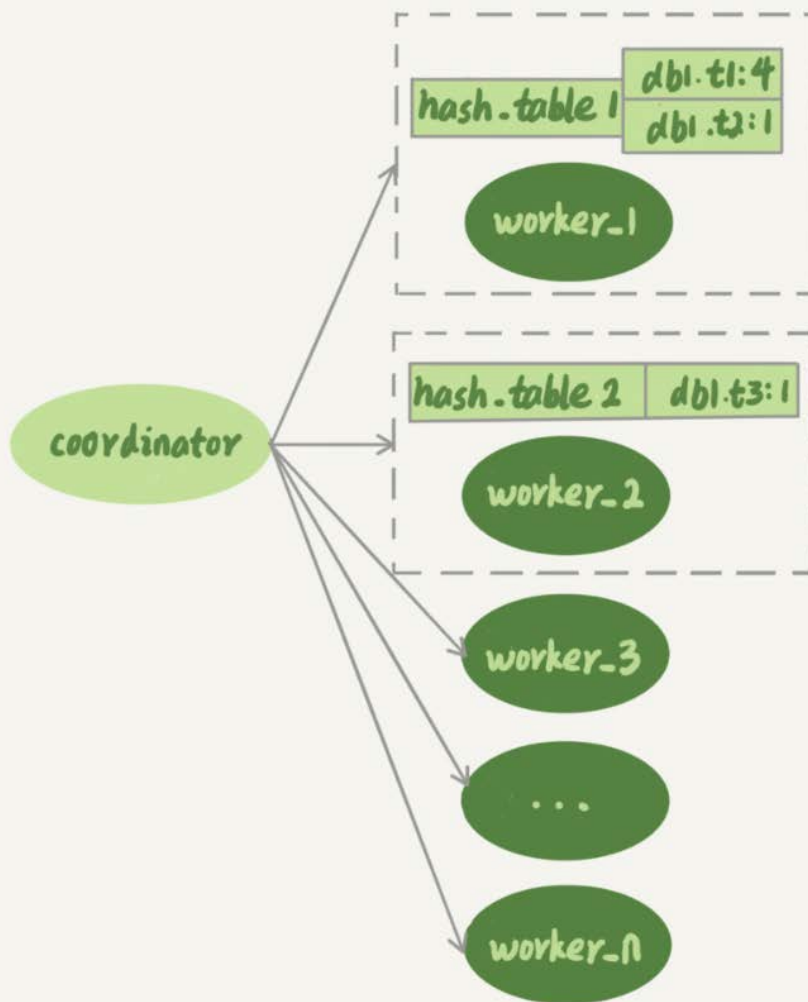 db1.t1:4
hash_table 1
db1.t2:1
worker_1
hash_table 2 db1.t3:1
coordinator
worker_2
worker_3
...
worker_n